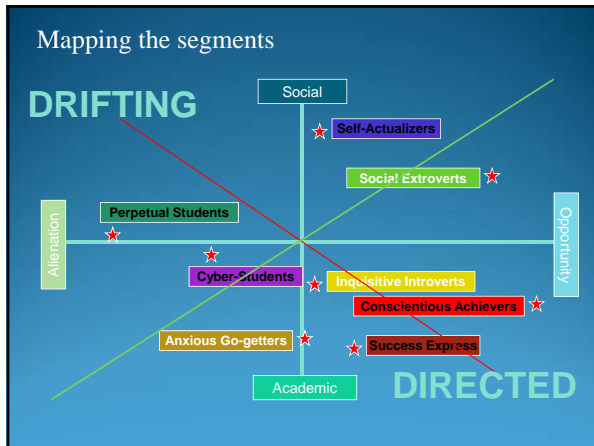 Mapping the segments
Social
DRIFTING
Self-Actualizers
Social Extroverts
Perpetual Students
Alienation
Opportunity
Cyber-Students
Inquisitive Introverts
Conscientious Achievers
Anxious Go-getters
Success Express
Academic
DIRECTED